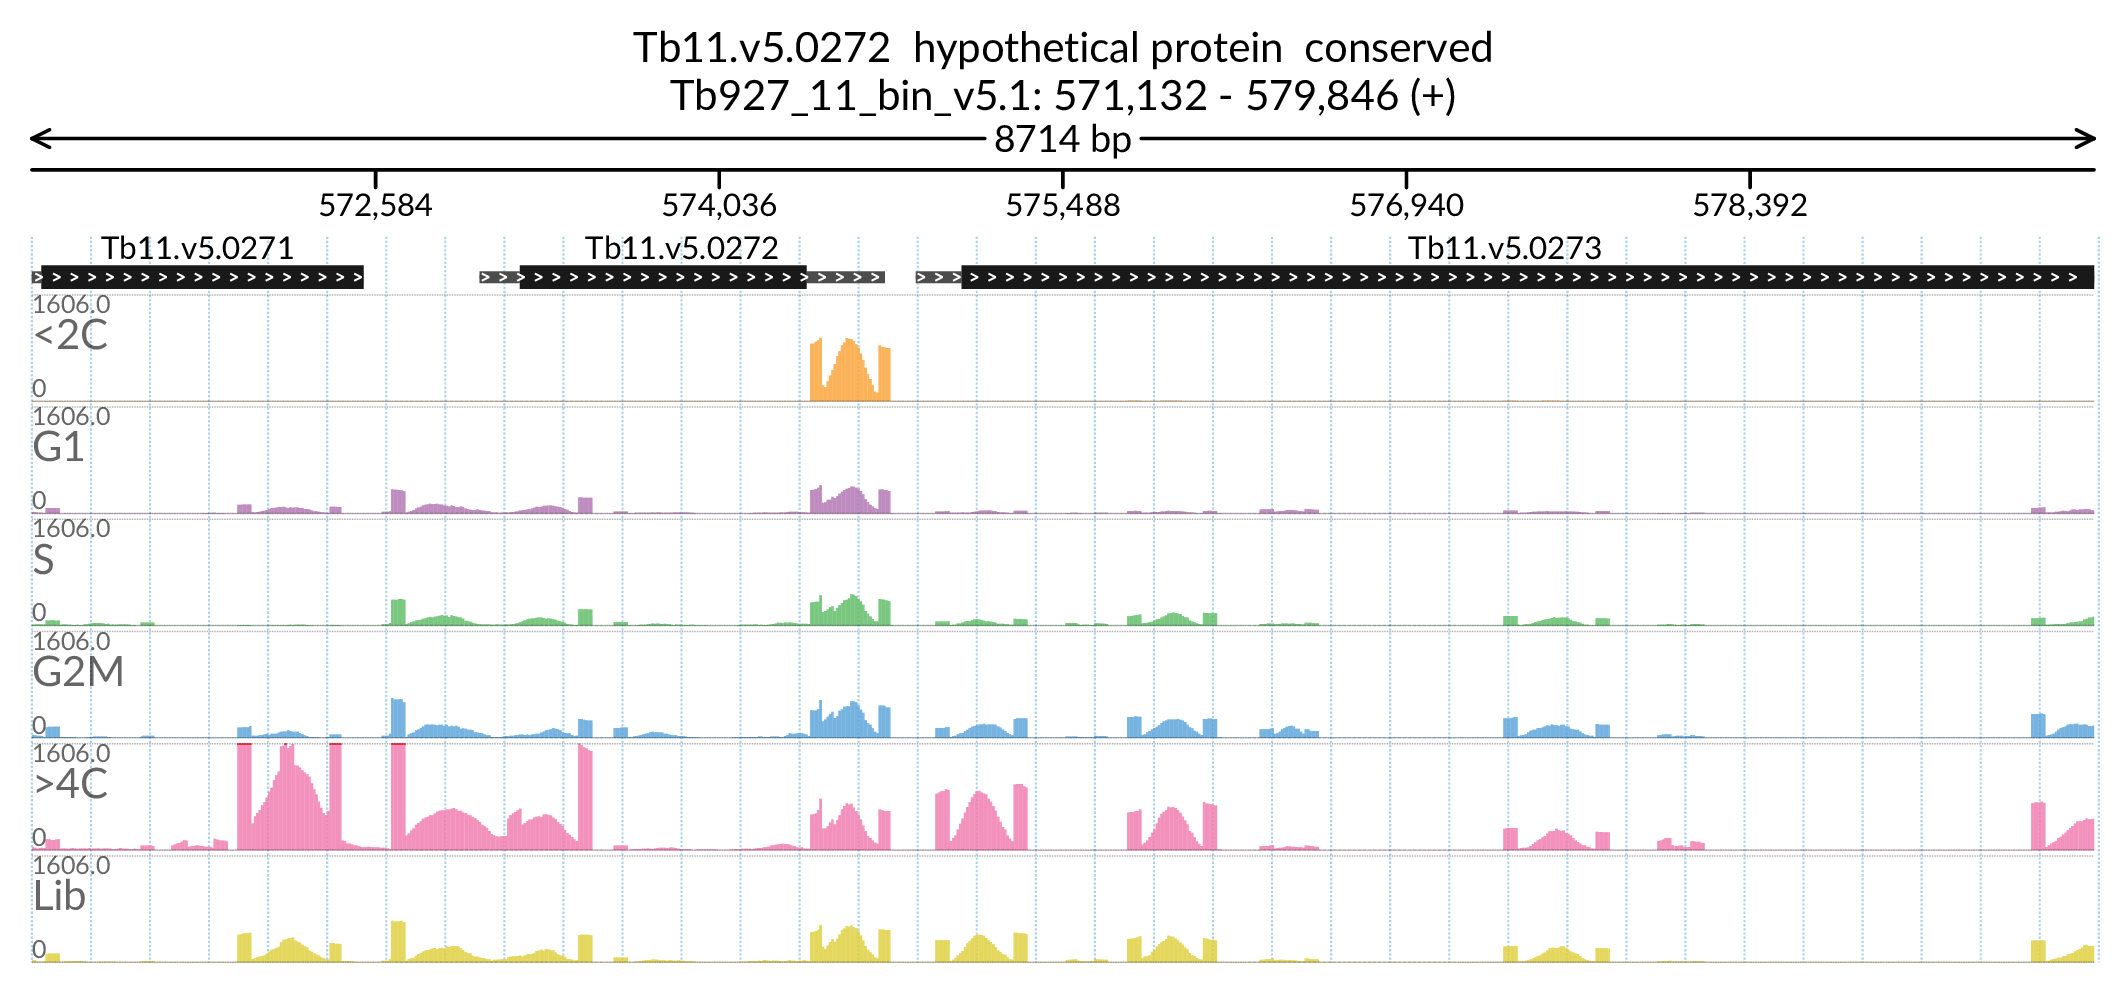 Tb11.v5.0272 hypothetical protein conserved
Tb927_11_bin_v5.1: 571,132 - 579,846 (+)
8714 bp
572,584 574,036 575,488 576,940 578,392
Tb11.v5.0271 Tb11.v5.0272 Tb11.v5.0273
1606.0
<2C
0
1606.0
G1
0
1606.0
S
0
1606.0
G2M
0
1606.0
>4C
0
1606.0
Lib
0